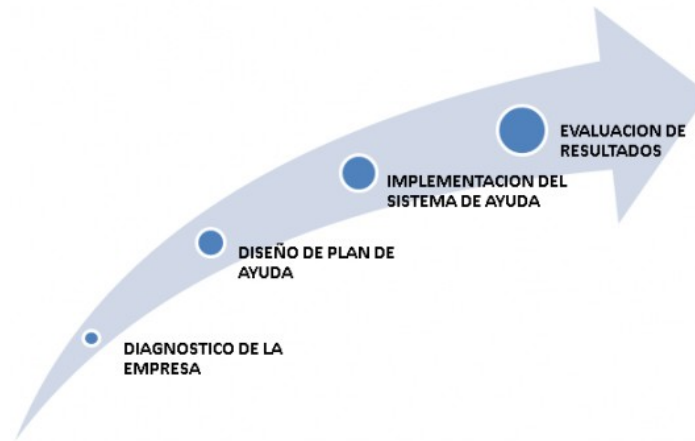 EVALUACION DE
RESULTADOS
IMPLEMENTACION DEL
SISTEMA DE AYUDA
DISEÑO DE PLAN DE
AYUDA
DIAGNOSTICO DE LA
EMPRESA